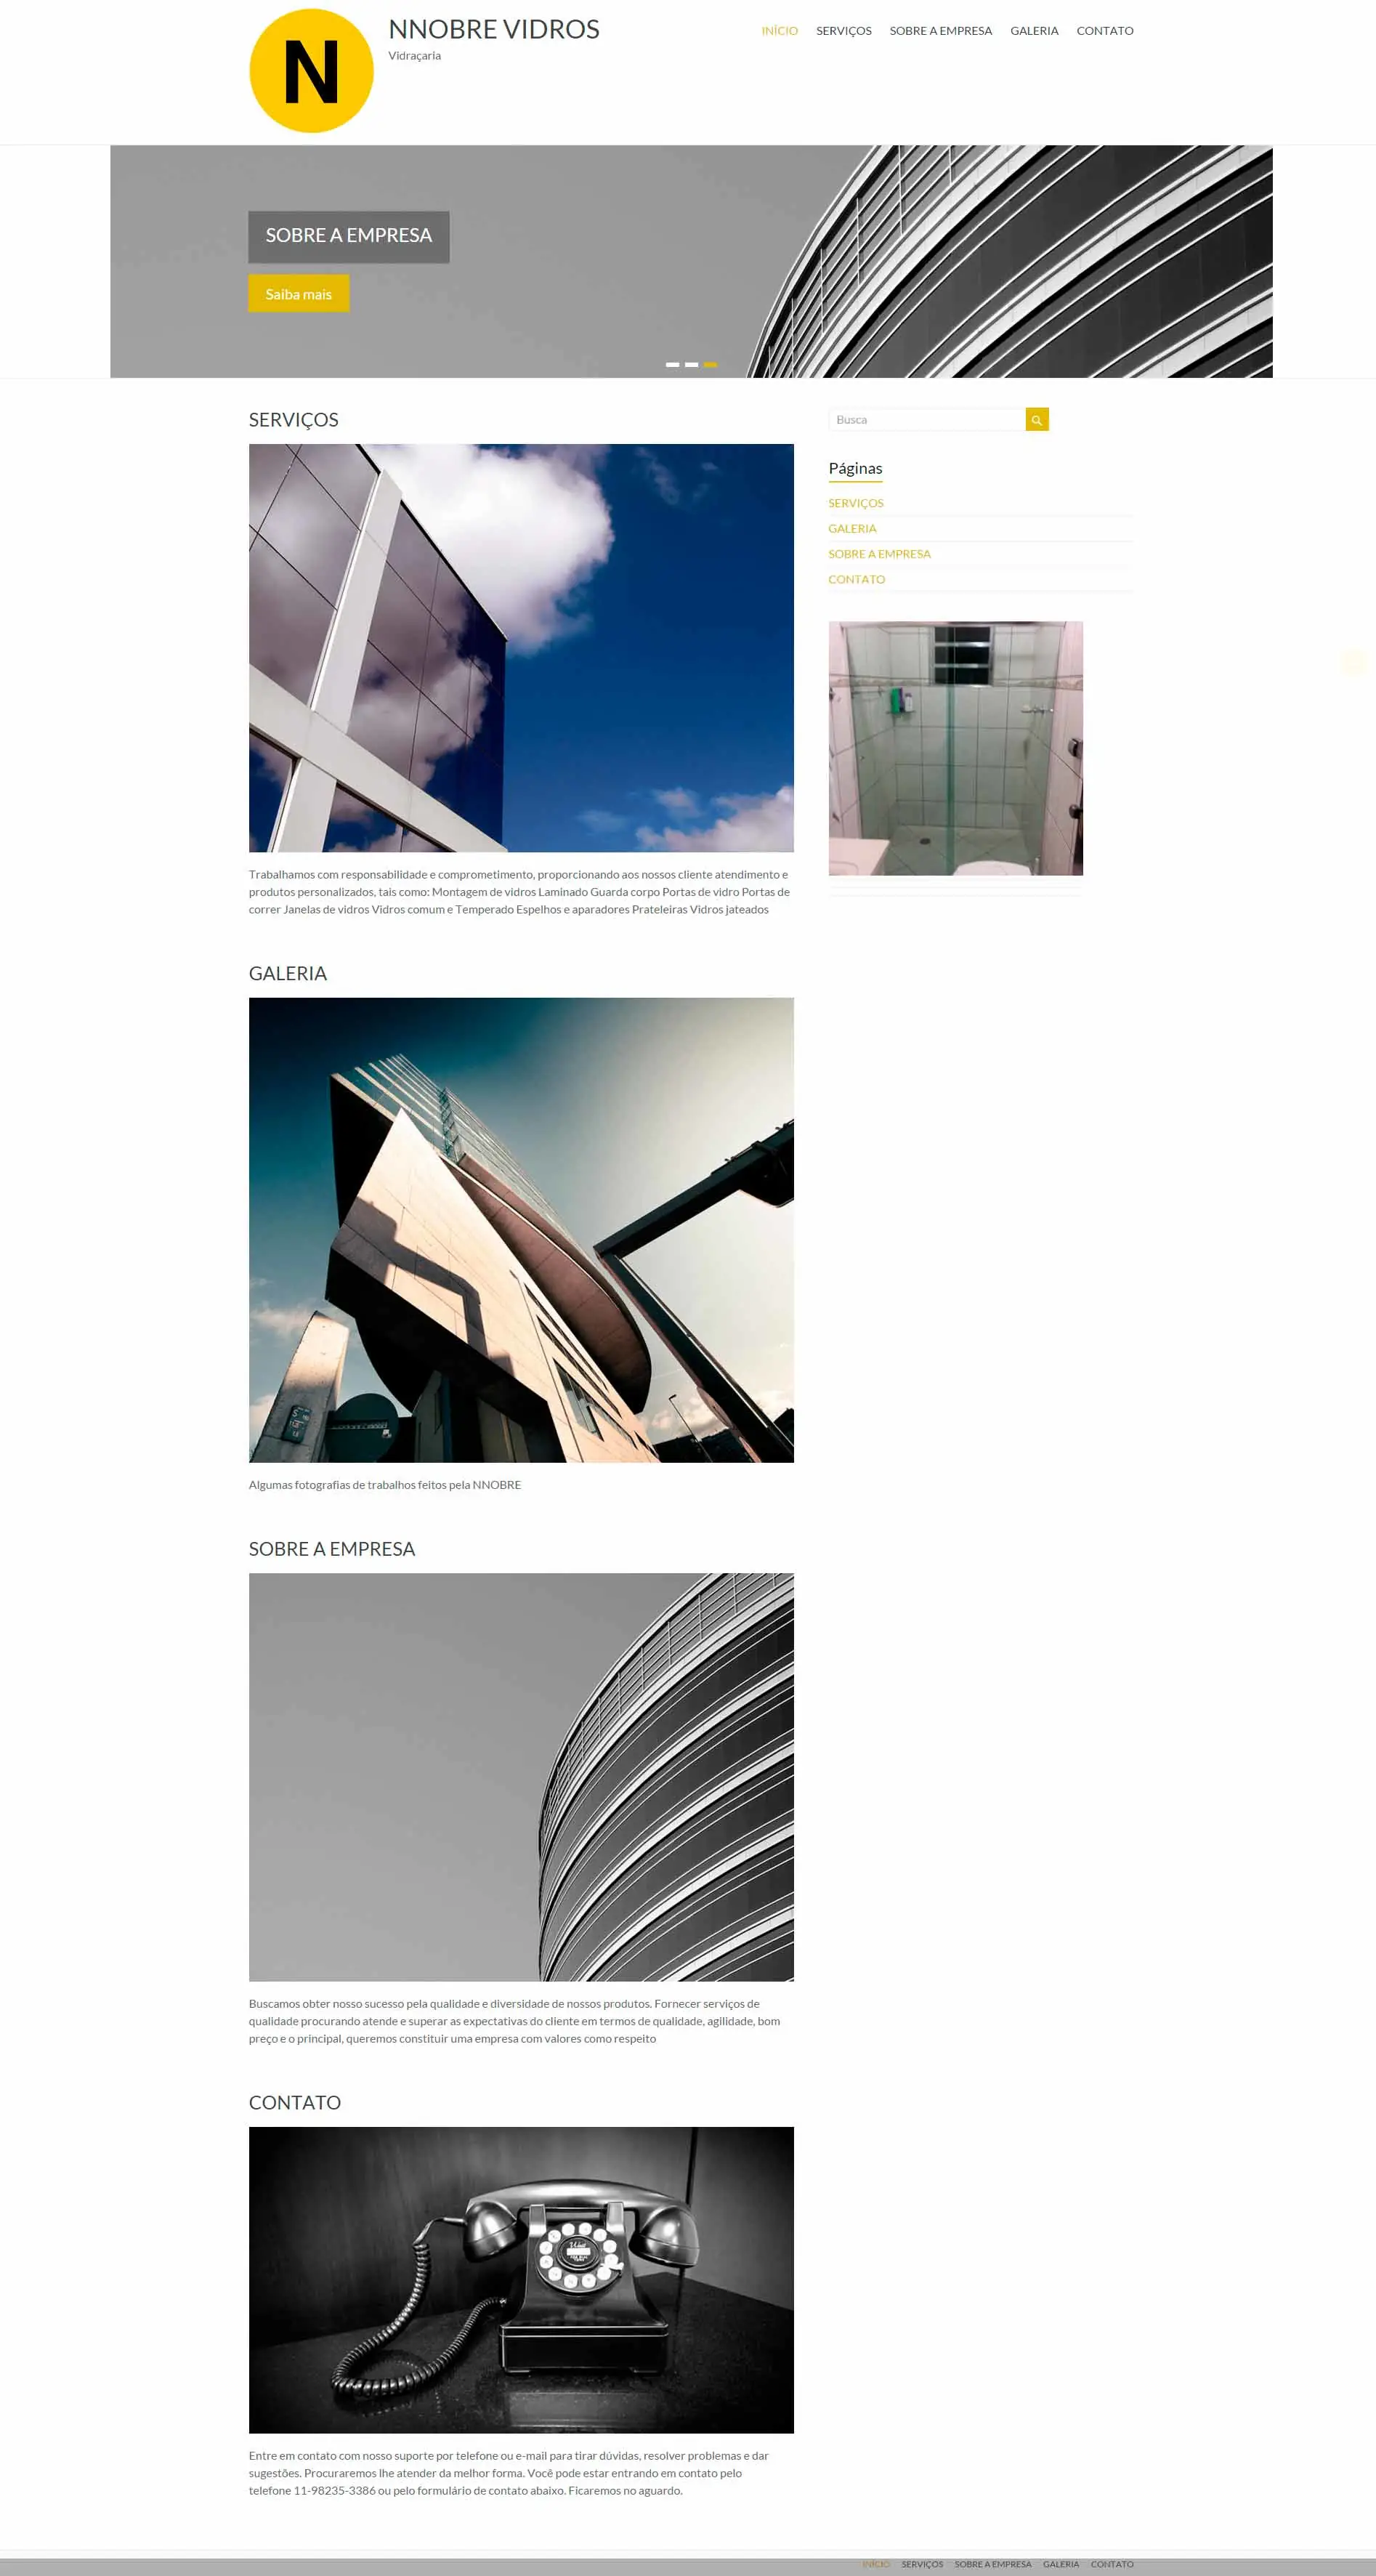 N
NNOBRE VIDROS
Vidraçaria
INÍCIO SERVIÇOS SOBRE A EMPRESA GALERIA CONTATO
SOBRE A EMPRESA
Saiba mais
SERVIÇOS
Trabalhamos com responsabilidade e comprometimento, proporcionando aos nossos cliente atendimento e
produtos personalizados, tais como: Montagem de vidros Laminado Guarda corpo Portas de vidro Portas de
correr Janelas de vidros Vidros comum e Temperado Espelhos e aparadores Prateleiras Vidros jateados
GALERIA
Algumas fotografias de trabalhos feitos pela NNOBRE
SOBRE A EMPRESA
Buscamos obter nosso sucesso pela qualidade e diversidade de nossos produtos. Fornecer serviços de
qualidade procurando atende e superar as expectativas do cliente em termos de qualidade, agilidade, bom
preço e o principal, queremos constituir uma empresa com valores como respeito
CONTATO
Entre em contato com nosso suporte por telefone ou e-mail para tirar dúvidas, resolver problemas e dar
sugestões. Procuraremos lhe atender da melhor forma. Você pode estar entrando em contato pelo
telefone 11-98235-3386 ou pelo formulário de contato abaixo. Ficaremos no aguardo.
Busca
Páginas
SERVIÇOS
GALERIA
SOBRE A EMPRESA
CONTATO
INÍCIO SERVIÇOS SOBRE A EMPRESA GALERIA CONTATO